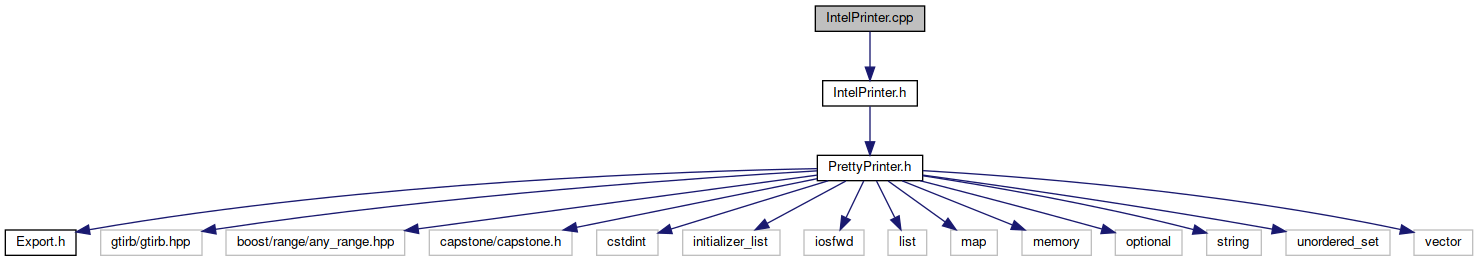 IntelPrinter.cpp
IntelPrinter.h
PrettyPrinter.h
Export.h
gtirb/gtirb.hpp
boost/range/any_range.hpp
capstone/capstone.h
cstdint
initializer_list
iosfwd
list
map
memory
optional
string
unordered_set
vector